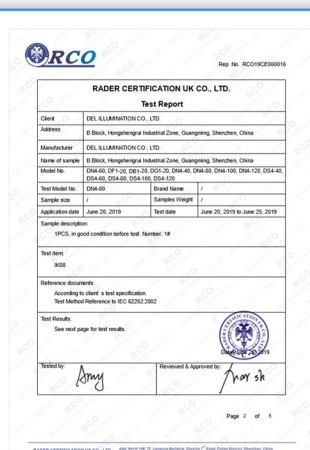 RCO
Rep No. RCO19CE060016
RADER CERTIFICATION UK CO., LTD.
Test Report
Client DEL ILLUMINATION CO., LTD.
Address B Block, Hongshengrui Industrial Zone, Guangming, Shenzhen, China
Manufacturer DEL ILLUMINATION CO., LTD.
Name of sample B Block, Hongshengrui Industrial Zone, Guangming, Shenzhen, China
Model No. DN4-60, DF1-20, DB1-20, DG1-20, DN4-40, DN4-80, DN4-100, DN4-120, DS4-40,
DS4-60, DS4-80, DS4-100, DS4-120
Test Model No. DN4-60 Brand Name /
Sample size / Samples Weight /
Application date June 20, 2019 Test date June 20, 2019 to June 25, 2019
Sample description:
1PCS, in good condition before test. Number: 1#
Test item:
IK08
Reference documents:
According to client s test specification.
Test Method Reference to IEC 62262:2002
Test Results:
See next page for test results.
Tested by: Amy Reviewed & Approved by:
Page 2 of 5
RADER CERTIFICATION UK CO., LTD